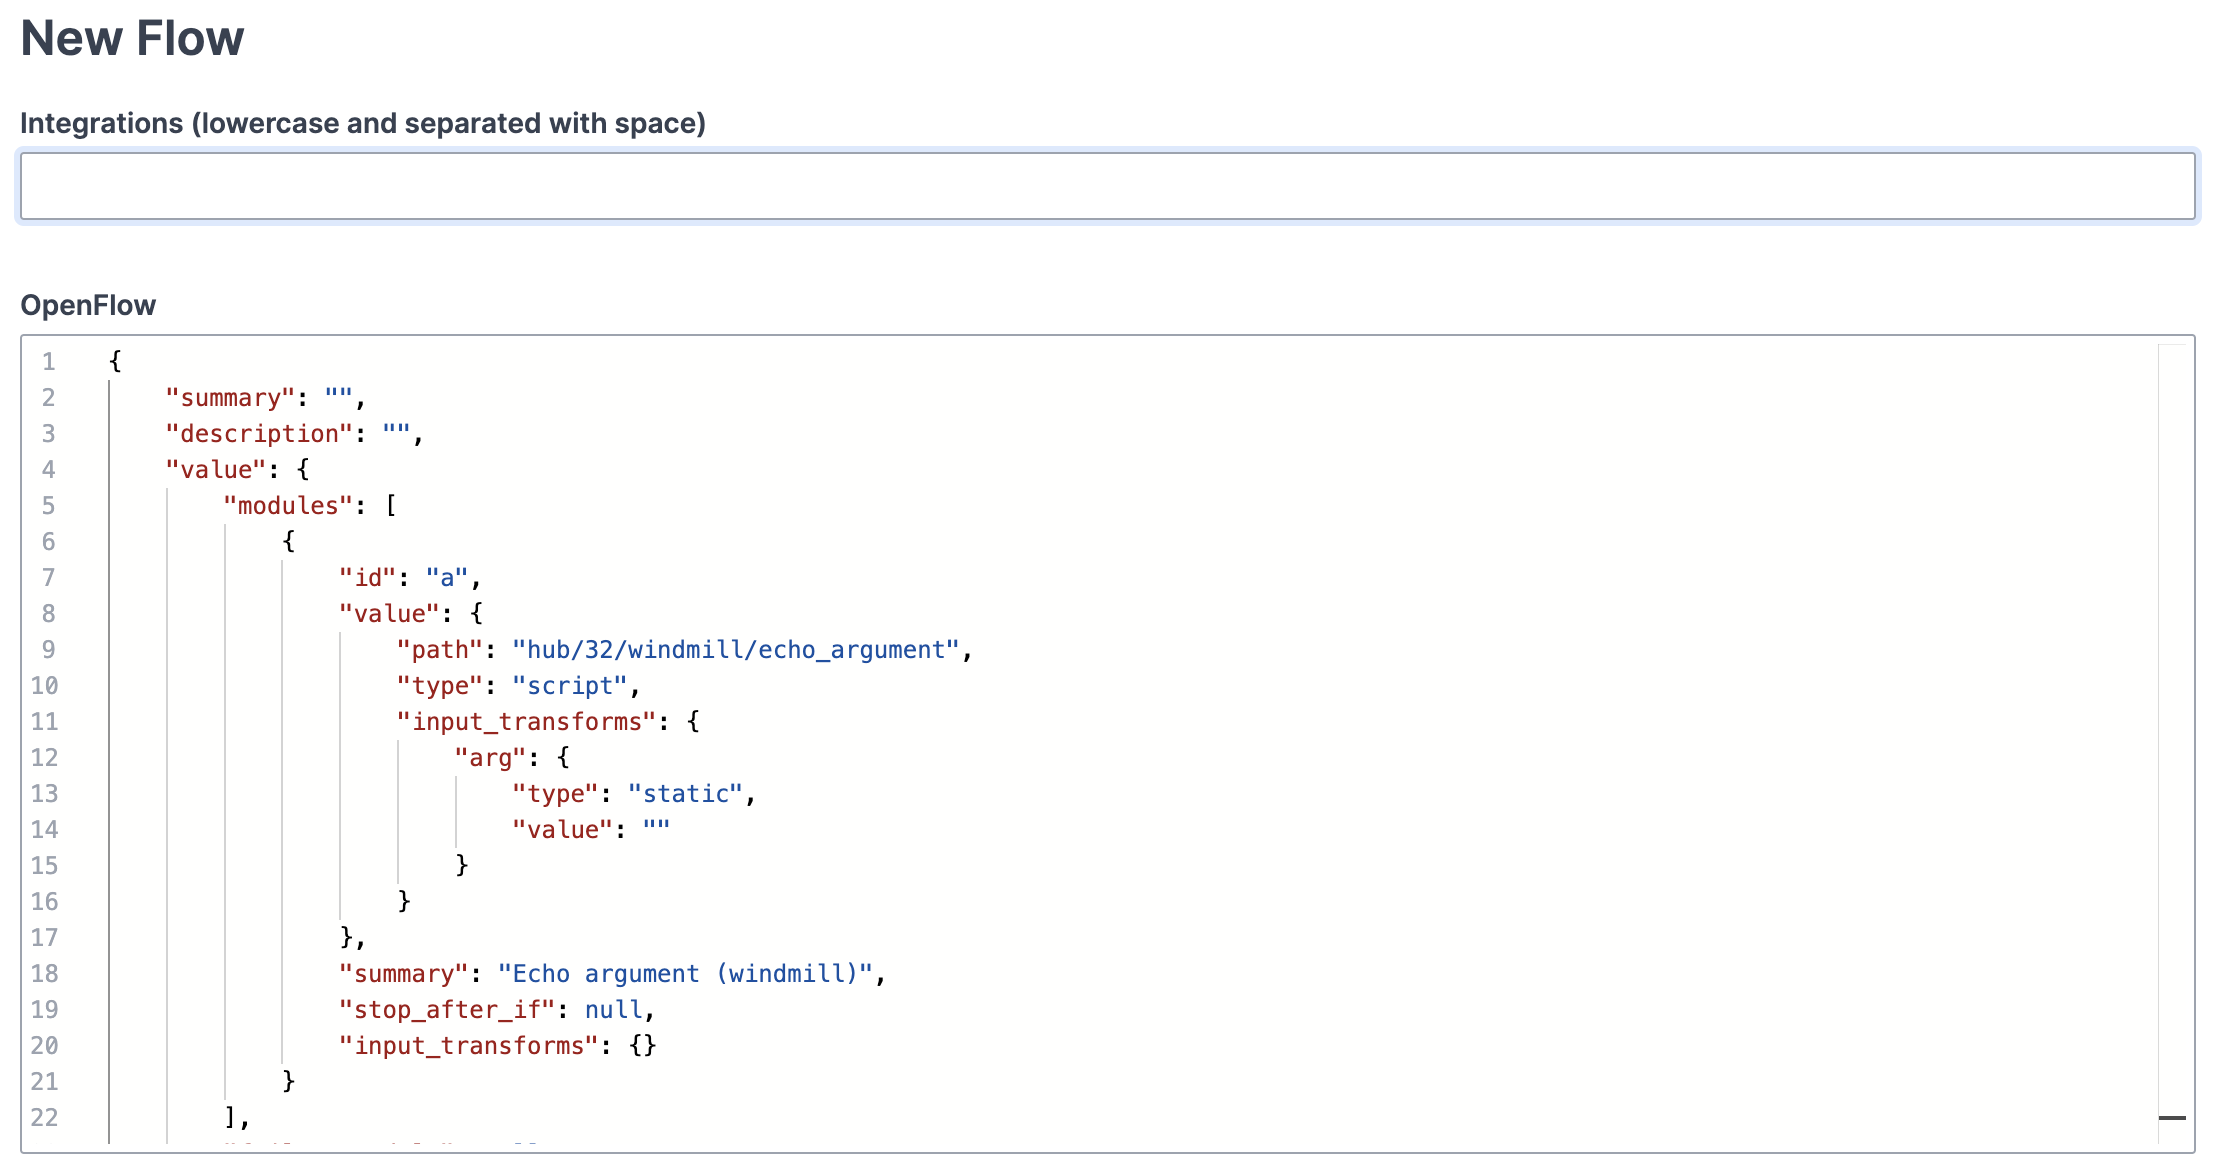 New Flow
Integrations (lowercase and separated with space)
OpenFlow
1 {
2     "summary": "",
3     "description": "",
4     "value": {
5         "modules": [
6             {
7                 "id": "a",
8                 "value": {
9                     "path": "hub/32/windmill/echo_argument",
10                     "type": "script",
11                     "input_transforms": {
12                         "arg": {
13                             "type": "static",
14                             "value": ""
15                         }
16                     }
17                 },
18                 "summary": "Echo argument (windmill)",
19                 "stop_after_if": null,
20                 "input_transforms": {}
21             }
22         ],